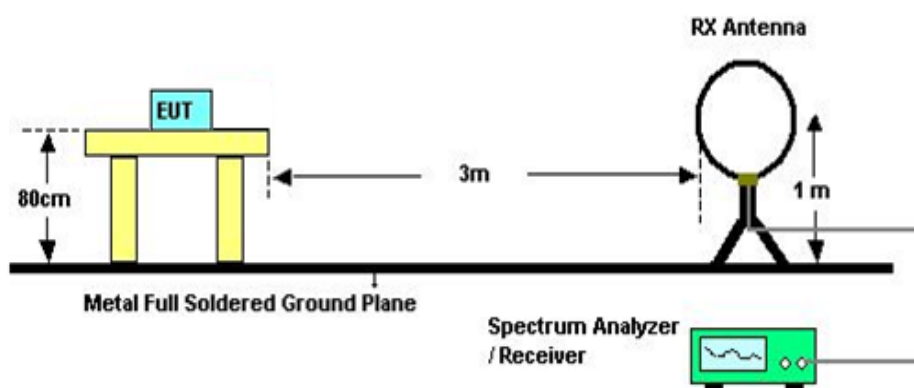 RX Antenna
EUT
80cm
3m
1 m
Metal Full Soldered Ground Plane
Spectrum Analyzer
/ Receiver